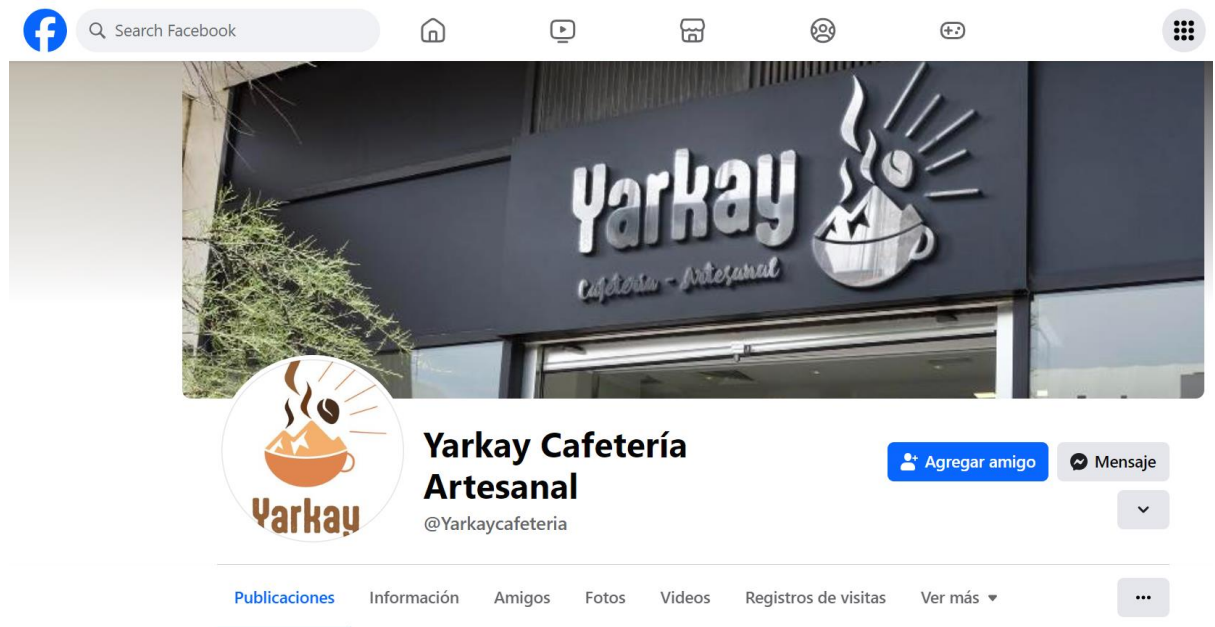 Search Facebook
Yarkay
Cafetería - Artesanal
Yarkay
Yarkay Cafetería
Artesanal
@Yarkaycafeteria
Agregar amigo
Mensaje
Publicaciones
Información
Amigos
Fotos
Videos
Registros de visitas
Ver más